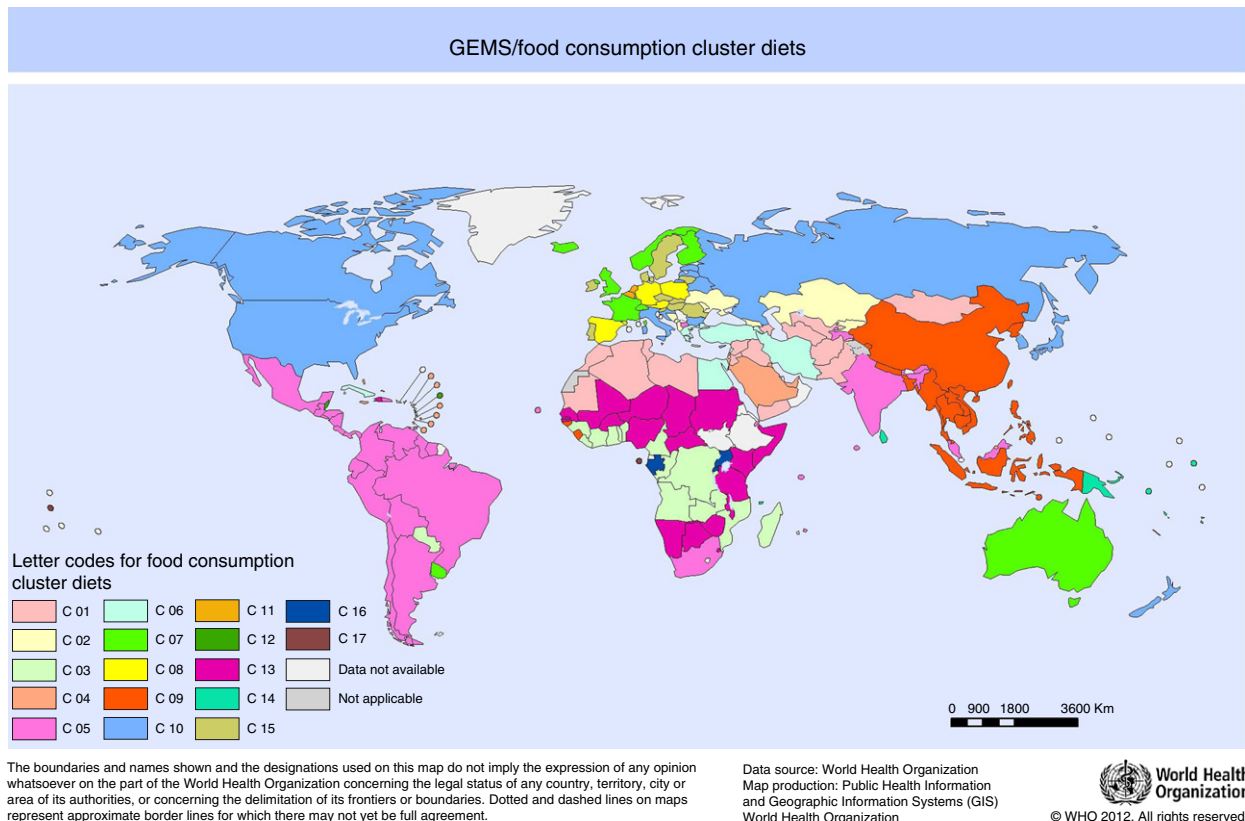 GEMS/food consumption cluster diets
Letter codes for food consumption
cluster diets
C 01
C 02
C 03
C 04
C 05
C 06
C 07
C 08
C 09
C 10
C 11
C 12
C 13
C 14
C 15
C 16
C 17
Data not available
Not applicable
0 900 1800 3600 Km
The boundaries and names shown and the designations used on this map do not imply the expression of any opinion
whatsoever on the part of the World Health Organization concerning the legal status of any country, territory, city or
area of its authorities, or concerning the delimitation of its frontiers or boundaries. Dotted and dashed lines on maps
represent approximate border lines for which there may not yet be full agreement.
Data source: World Health Organization
Map production: Public Health Information
and Geographic Information Systems (GIS)
World Health Organization
World Health
Organization
© WHO 2012. All rights reserved